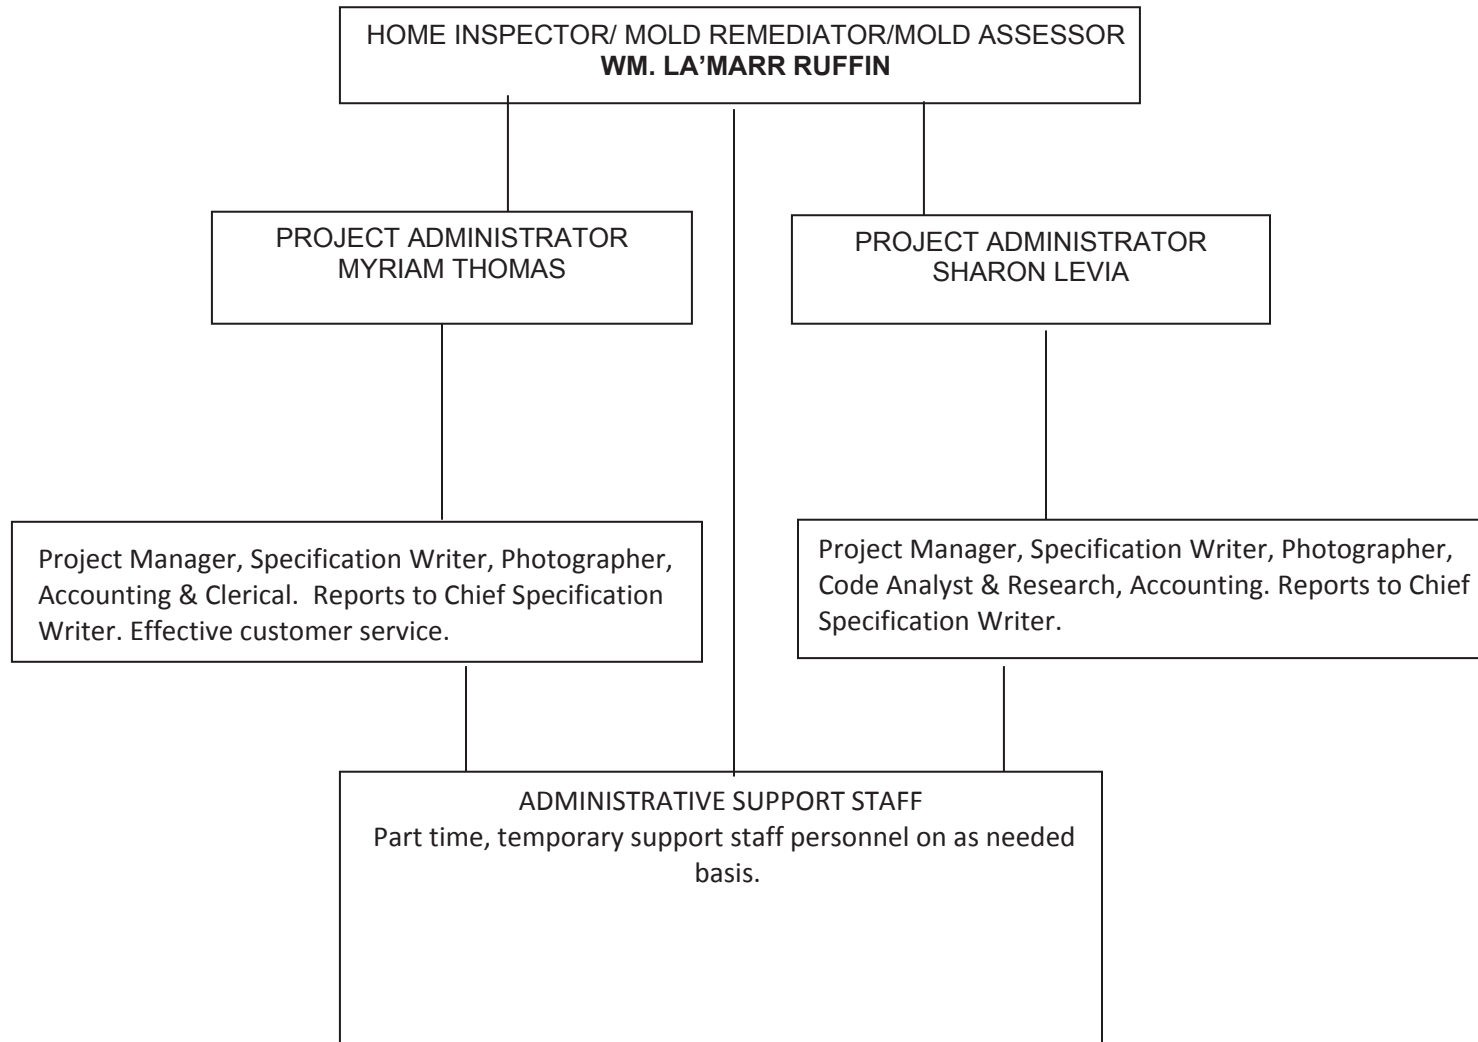 HOME INSPECTOR/ MOLD REMEDIATOR/MOLD ASSESSOR
WM. LA’MARR RUFFIN
PROJECT ADMINISTRATOR
MYRIAM THOMAS
PROJECT ADMINISTRATOR
SHARON LEVIA
Project Manager, Specification Writer, Photographer,
Accounting & Clerical.  Reports to Chief Specification
Writer. Effective customer service.
Project Manager, Specification Writer, Photographer,
Code Analyst & Research, Accounting. Reports to Chief
Specification Writer.
ADMINISTRATIVE SUPPORT STAFF
Part time, temporary support staff personnel on as needed
basis.